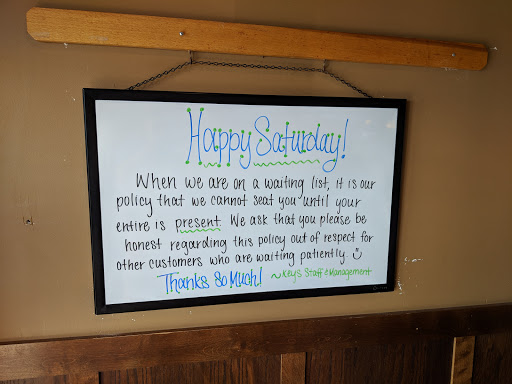 Happy Saturday!
When we are on a waiting list, it is our
policy that we cannot seat you until your
entire is present. We ask that you please be
honest regarding this policy out of respect for
other customers who are waiting patiently. :)
Thanks So Much! ~Keys Staff & Management